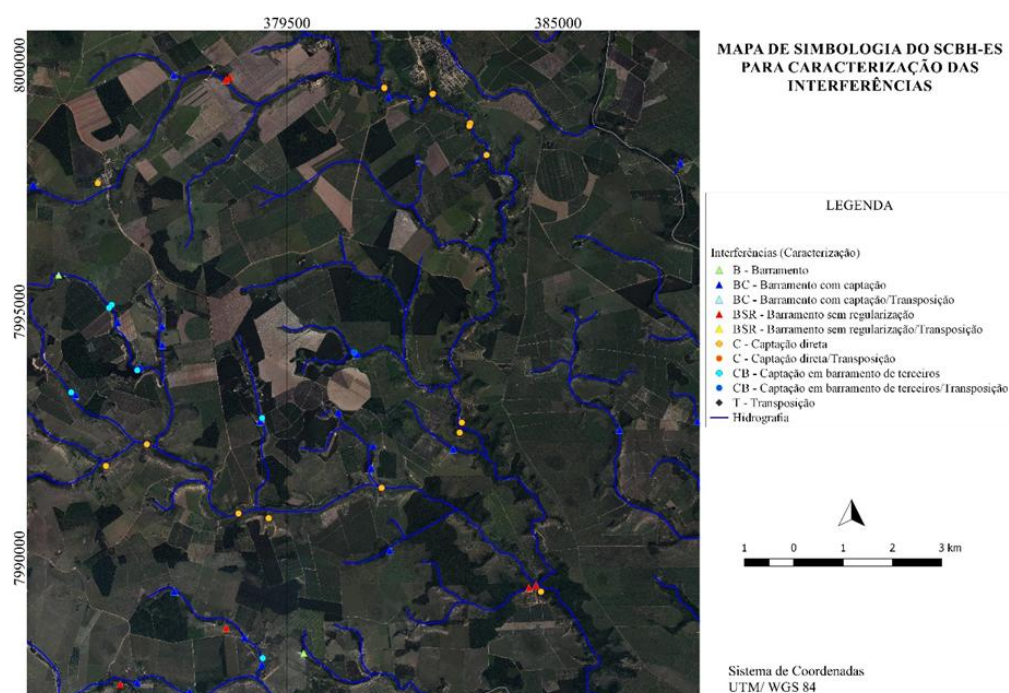 379500
385000
8000000
7995000
7990000
MAPA DE SIMBOLOGIA DO SCBH-ES
PARA CARACTERIZAÇÃO DAS
INTERFERÊNCIAS
LEGENDA
Interferências (Caracterização)
B - Barramento
BC - Barramento com captação
BC - Barramento com captação/Transposição
BSR - Barramento sem regularização
BSR - Barramento sem regularização/Transposição
C - Captação direta
C - Captação direta/Transposição
CB - Captação em barramento de terceiros
CB - Captação em barramento de terceiros/Transposição
T - Transposição
Hidrografia
1 0 1 2 3 km
Sistema de Coordenadas
UTM/ WGS 84